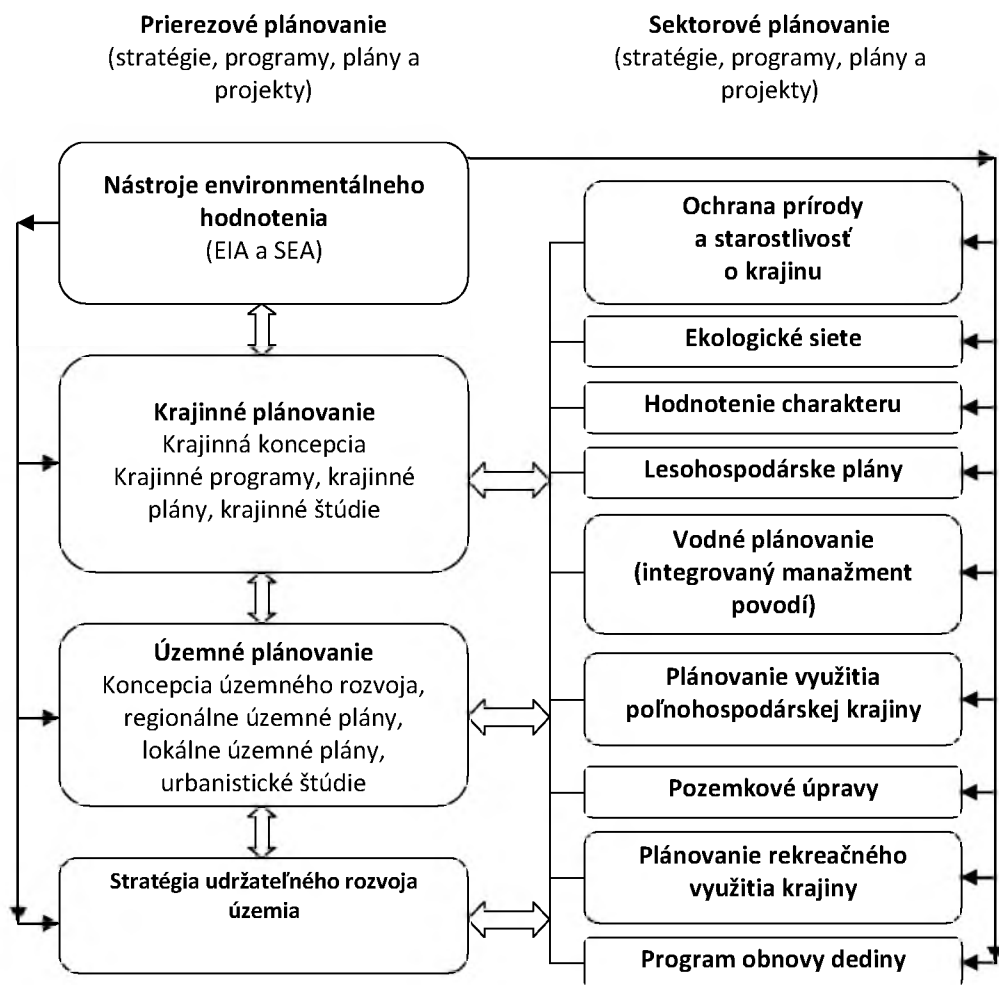 Prierezové plánovanie
(stratégie, programy, plány a
projekty)
Nástroje environmentálneho
hodnotenia
(EIA a SEA)
Krajinné plánovanie
Krajinná koncepcia
Krajinné programy, krajinné
plány, krajinné štúdie
Územné plánovanie
Koncepcia územného rozvoja,
regionálne územné plány,
lokálne územné plány,
urbanistické štúdie
Stratégia udržateľného rozvoja
územia
Sektorové plánovanie
(stratégie, programy, plány a
projekty)
Ochrana prírody
a starostlivosť
o krajinu
Ekologické siete
Hodnotenie charakteru
Lesohospodárske plány
Vodné plánovanie
(integrovaný manažment
povodí)
Plánovanie využitia
poľnohospodárskej krajiny
Pozemkové úpravy
Plánovanie rekreačného
využitia krajiny
Program obnovy dediny